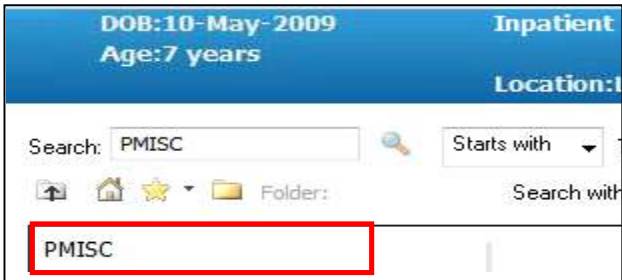 DOB:10-May-2009 Inpatient
Age:7 years
Location:
Search: PMISC Starts with
Folder: Search with
PMISC